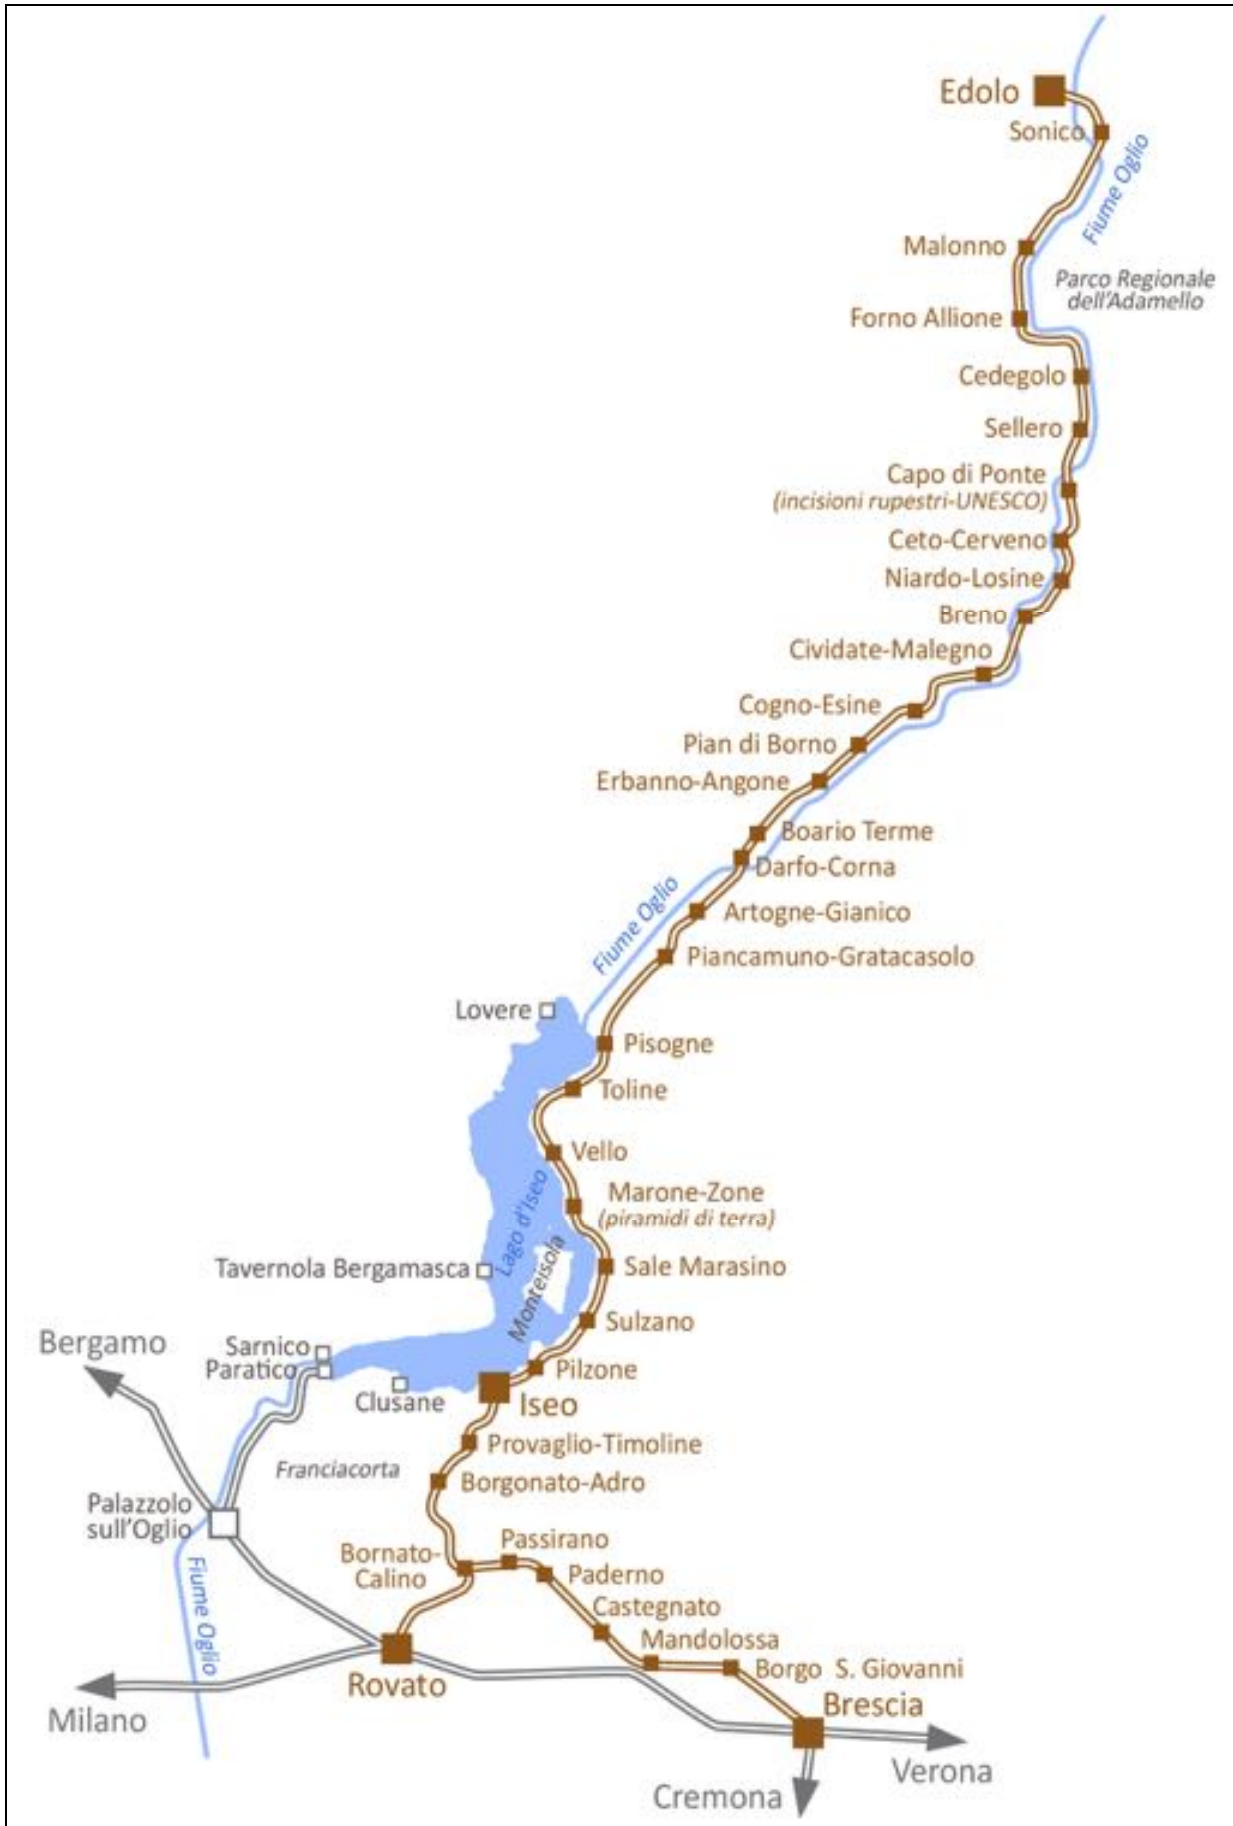 Edolo
Sonico
Fiume Oglio
Malonno
Parco Regionale
dell'Adamello
Forno Allione
Cedegolo
Sellero
Capo di Ponte
(incisioni rupestri-UNESCO)
Ceto-Cerveno
Niardo-Losine
Breno
Cividate-Malegno
Cogno-Esine
Pian di Borno
Erbanno-Angone
Boario Terme
Darfo-Corna
Fiume Oglio
Artogne-Gianico
Piancamuno-Gratacasolo
Lovere
Pisogne
Toline
Vello
Marone-Zone
(piramidi di terra)
Lago d'Iseo
Monteisola
Tavernola Bergamasca
Sale Marasino
Sulzano
Bergamo
Sarnico
Paratico
Pilzone
Clusane
Iseo
Provaglio-Timoline
Franciacorta
Borgonato-Adro
Palazzolo
sull'Oglio
Passirano
Bornato-
Calino
Paderno
Fiume Oglio
Castegnato
Mandolossa
Borgo S. Giovanni
Rovato
Brescia
Milano
Verona
Cremona